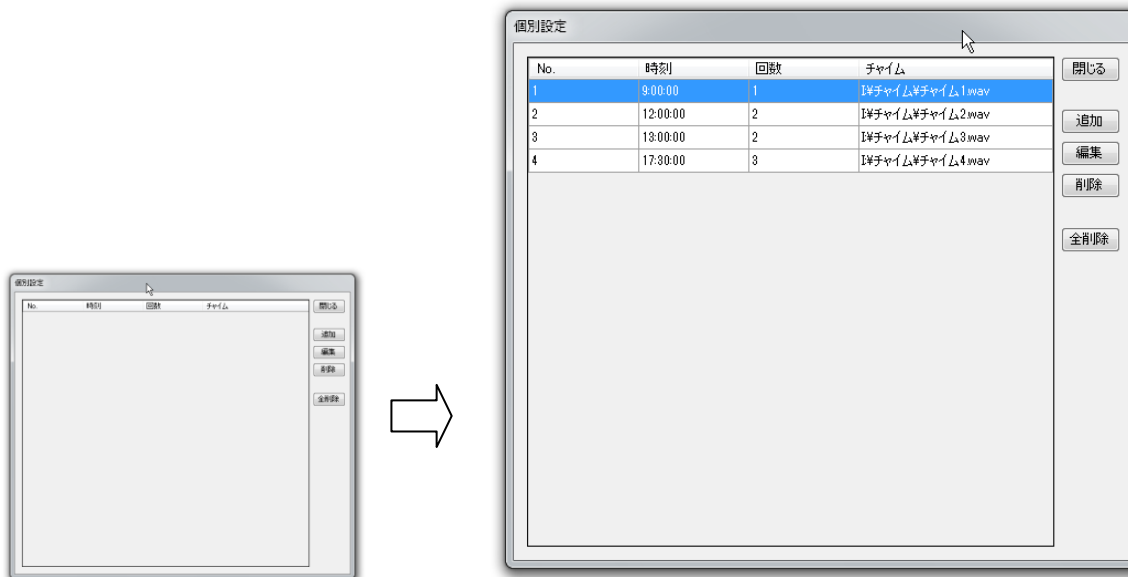 個別設定
No. 時刻 回数 チャイム
閉じる
追加
編集
削除
全削除
個別設定
No. 時刻 回数 チャイム
1 9:00:00 1 I:¥チャイム¥チャイム1.wav
2 12:00:00 2 I:¥チャイム¥チャイム2.wav
3 13:00:00 2 I:¥チャイム¥チャイム3.wav
4 17:30:00 3 I:¥チャイム¥チャイム4.wav
閉じる
追加
編集
削除
全削除